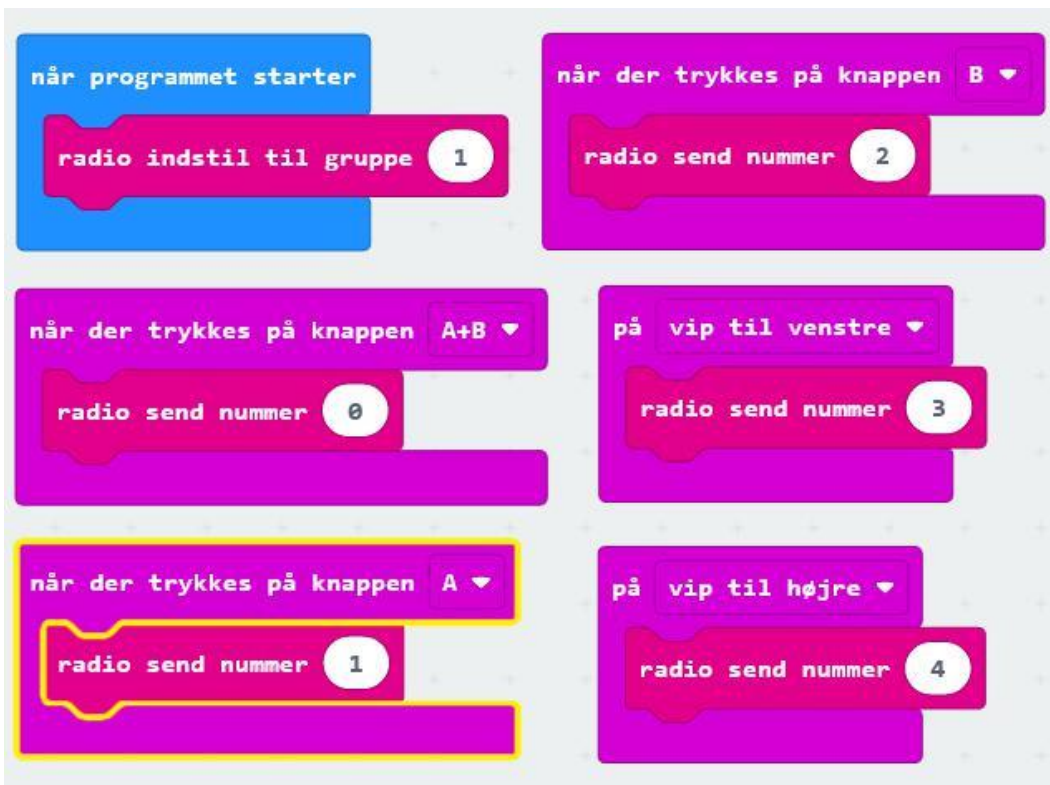 når programmet starter
radio indstil til gruppe 1
når der trykkes på knappen B
radio send nummer 2
når der trykkes på knappen A+B
radio send nummer 0
på vip til venstre
radio send nummer 3
når der trykkes på knappen A
radio send nummer 1
på vip til højre
radio send nummer 4